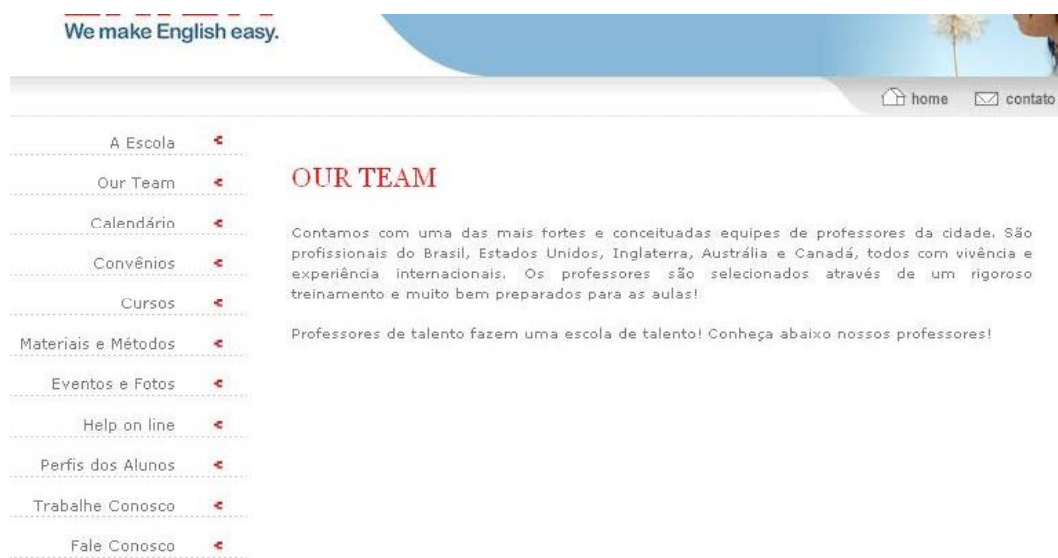 We make English easy.
home contato
A Escola
Our Team
Calendário
Convênios
Cursos
Materiais e Métodos
Eventos e Fotos
Help on line
Perfis dos Alunos
Trabalhe Conosco
Fale Conosco
OUR TEAM
Contamos com uma das mais fortes e conceituadas equipes de professores da cidade. São
profissionais do Brasil, Estados Unidos, Inglaterra, Austrália e Canadá, todos com vivência e
experiência internacionais. Os professores são selecionados através de um rigoroso
treinamento e muito bem preparados para as aulas!
Professores de talento fazem uma escola de talento! Conheça abaixo nossos professores!